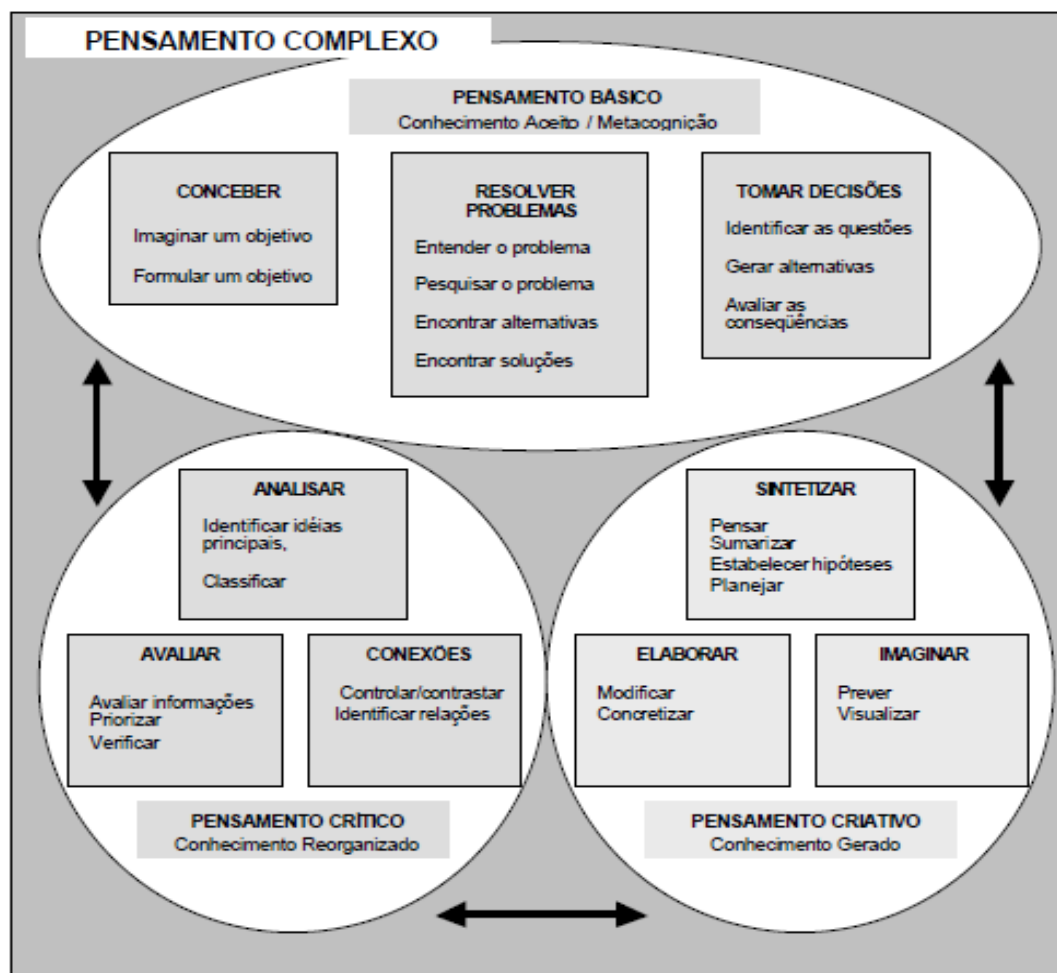 PENSAMENTO COMPLEXO
PENSAMENTO BÁSICO
Conhecimento Aceito / Metacognição
CONCEBER
Imaginar um objetivo
Formular um objetivo
RESOLVER
PROBLEMAS
Entender o problema
Pesquisar o problema
Encontrar alternativas
Encontrar soluções
TOMAR DECISÕES
Identificar as questões
Gerar alternativas
Avaliar as
conseqüências
ANALISAR
Identificar idéias
principais,
Classificar
AVALIAR
Avaliar informações
Priorizar
Verificar
CONEXÕES
Controlar/contrastar
Identificar relações
PENSAMENTO CRÍTICO
Conhecimento Reorganizado
SINTETIZAR
Pensar
Sumarizar
Estabelecer hipóteses
Planejar
ELABORAR
Modificar
Concretizar
IMAGINAR
Prever
Visualizar
PENSAMENTO CRIATIVO
Conhecimento Gerado